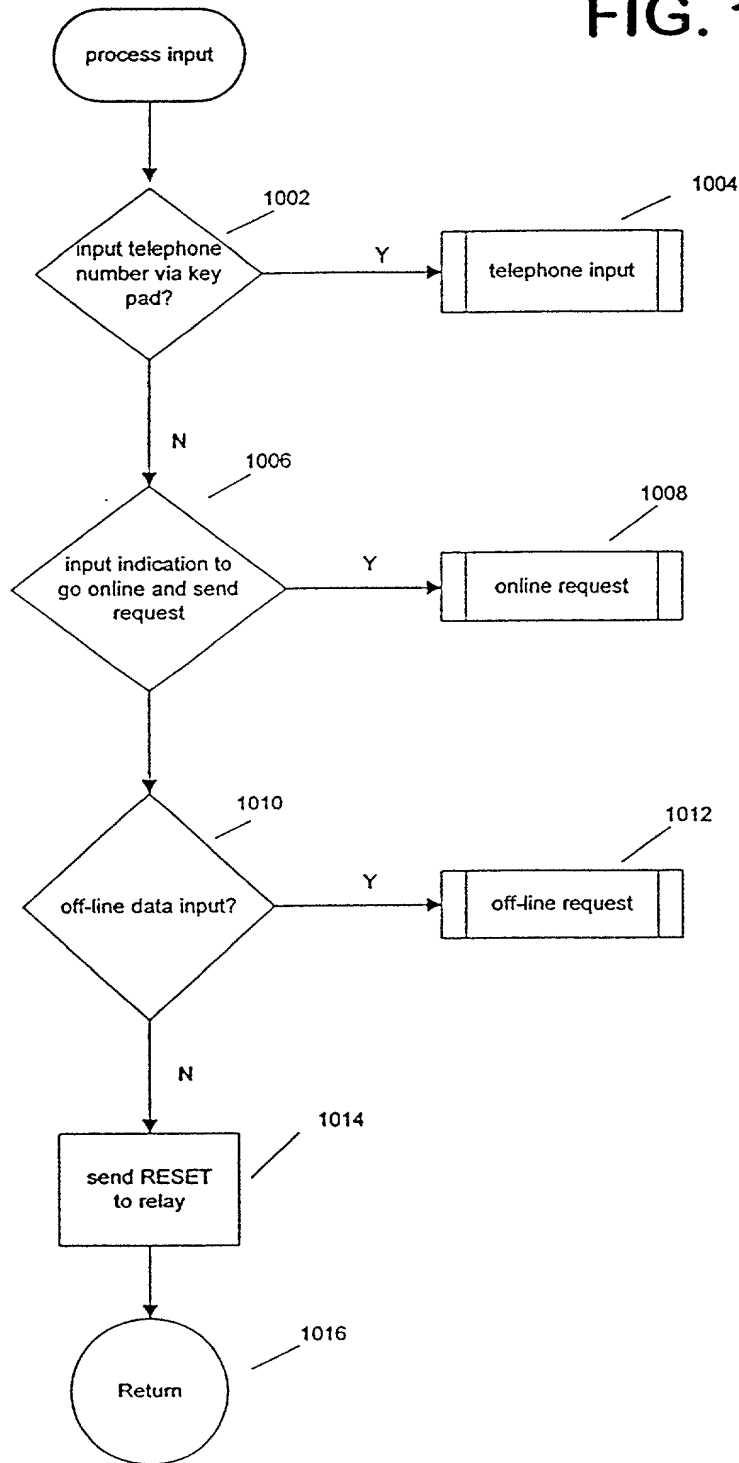 FIG.
process input
1002
1004
input telephone
number via key
pad?
Y
telephone input
N
1006
1008
input indication to
go online and send
request
Y
online request
1010
1012
off-line data input?
Y
off-line request
N
1014
send RESET
to relay
1016
Return